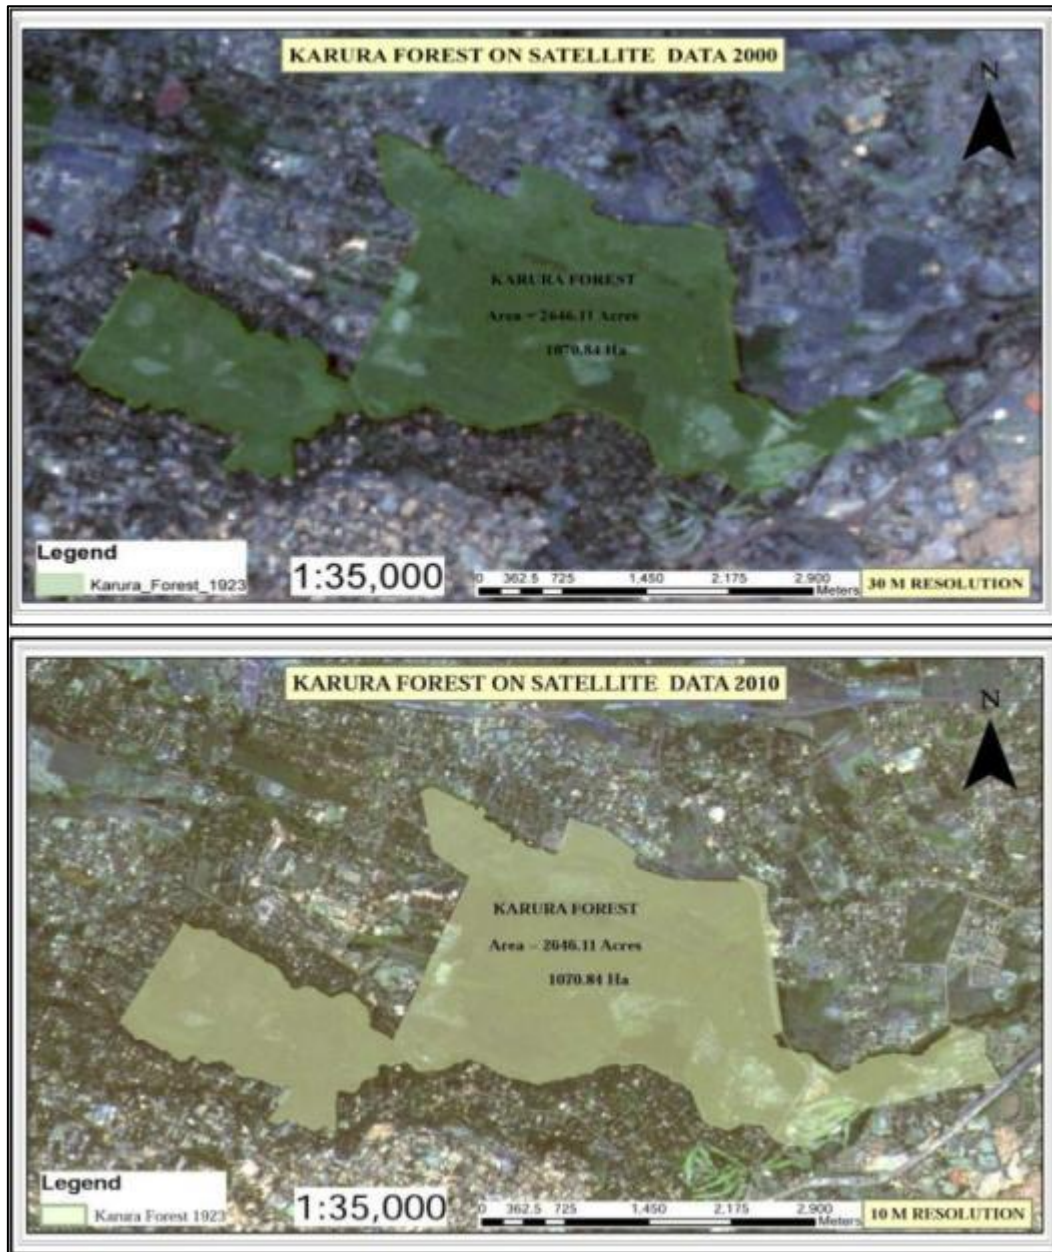 KARURA FOREST ON SATELLITE DATA 2000
N
KARURA FOREST
Area = 2646.11 Acres
1070.84 Ha
Legend
Karura_Forest_1923
1:35,000
0 362.5 725 1,450 2,175 2,900
Meters
30 M RESOLUTION
KARURA FOREST ON SATELLITE DATA 2010
N
KARURA FOREST
Area = 2646.11 Acres
1070.84 Ha
Legend
Karura Forest 1923
1:35,000
0 362.5 725 1,450 2,175 2,900
Meters
10 M RESOLUTION